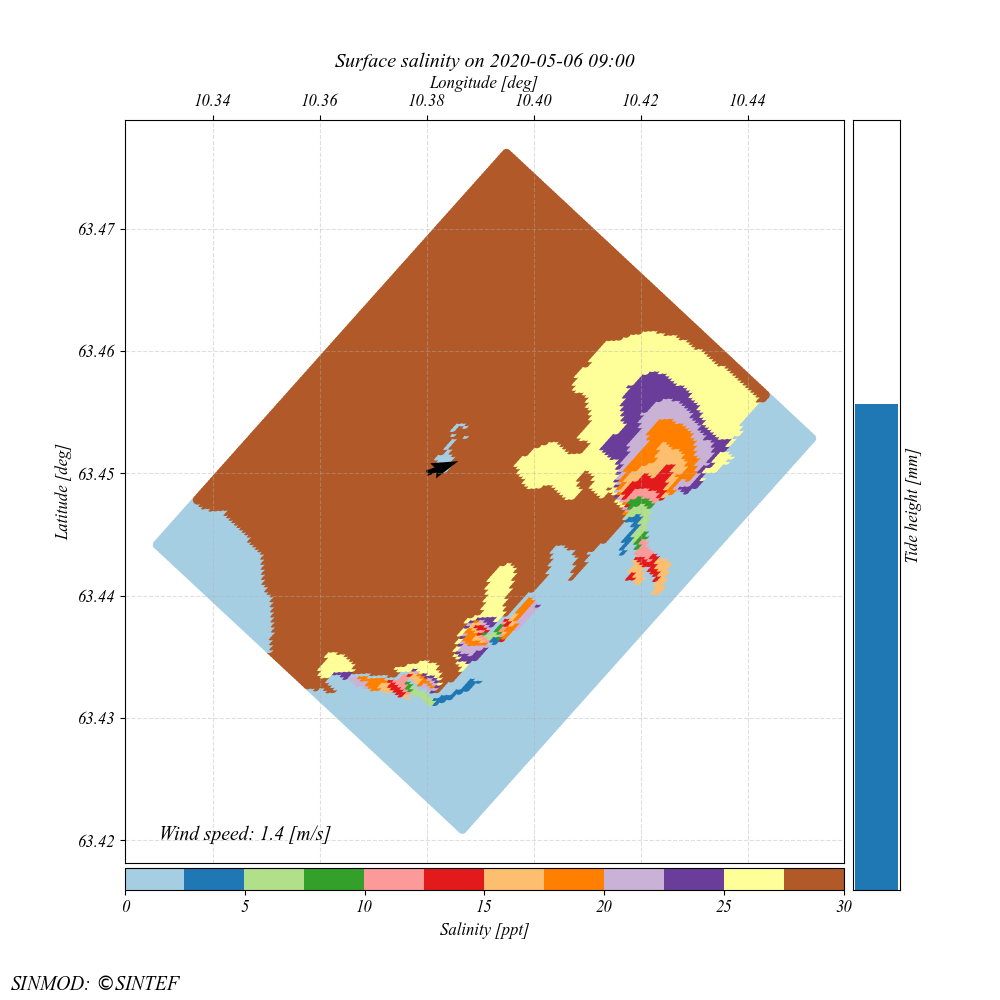 Surface salinity on 2020-05-06 09:00
Longitude [deg]
10.34 10.36 10.38 10.40 10.42 10.44
63.47
63.46
63.45
63.44
63.43
63.42
Latitude [deg]
Tide height [mm]
Wind speed: 1.4 [m/s]
0 5 10 15 20 25 30
Salinity [ppt]
SINMOD: ©SINTEF